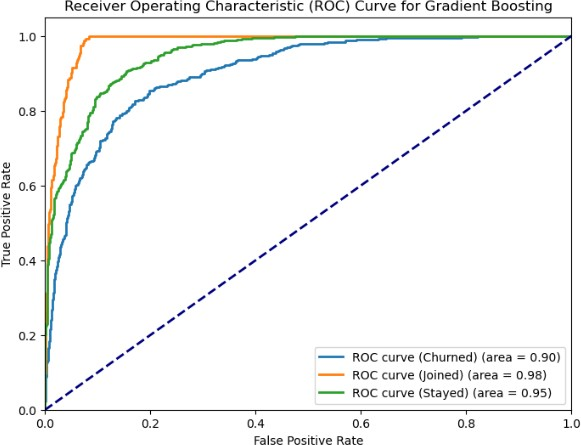 Receiver Operating Characteristic (ROC) Curve for Gradient Boosting
1.0
0.8
0.6
0.4
0.2
0.0
True Positive Rate
ROC curve (Churned) (area = 0.90)
ROC curve (Joined) (area = 0.98)
ROC curve (Stayed) (area = 0.95)
0.0 0.2 0.4 0.6 0.8 1.0
False Positive Rate